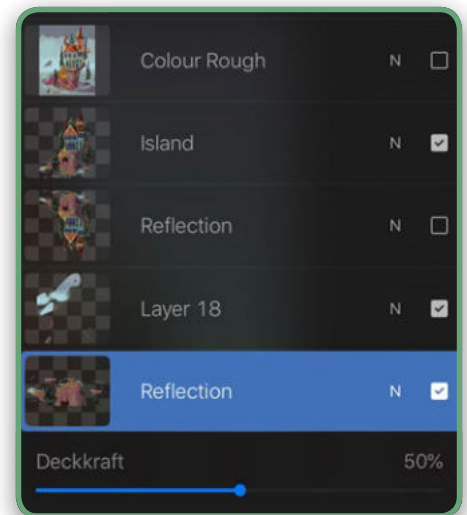 Colour Rough N
Island N
Reflection N
Layer 18 N
Reflection N
Deckkraft 50%